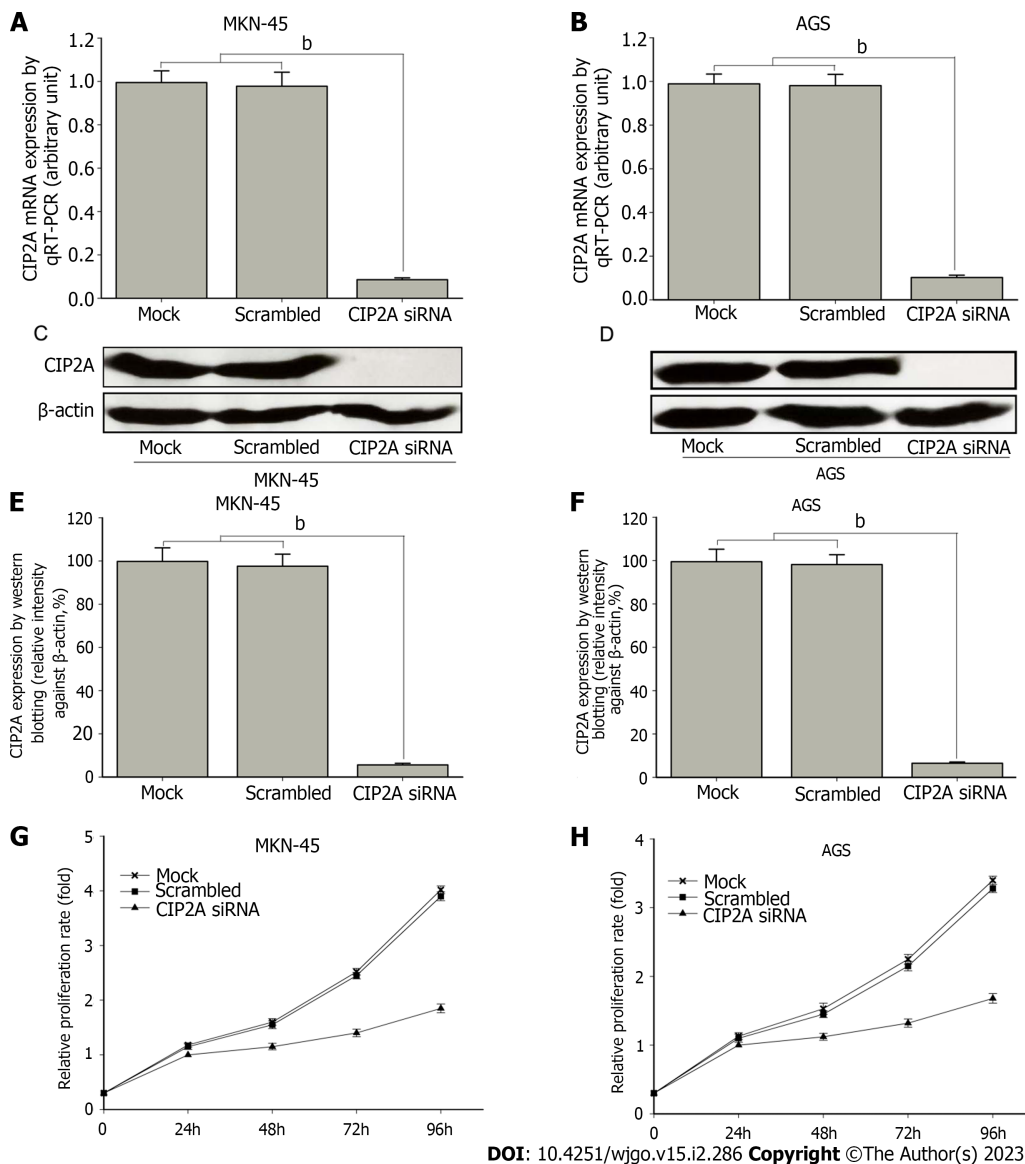 A
MKN-45
CIP2A mRNA expression by
qRT-PCR (arbitrary unit)
1.2
1.0
0.8
0.6
0.4
0.2
0.0
b
Mock
Scrambled
CIP2A siRNA
B
AGS
CIP2A mRNA expression by
qRT-PCR (arbitrary unit)
1.2
1.0
0.8
0.6
0.4
0.2
0.0
b
Mock
Scrambled
CIP2A siRNA
C
CIP2A
β-actin
Mock
Scrambled
CIP2A siRNA
MKN-45
D
Mock
Scrambled
CIP2A siRNA
AGS
E
MKN-45
CIP2A expression by western
blotting (relative intensity
against β-actin,%)
120
100
80
60
40
20
0
b
Mock
Scrambled
CIP2A siRNA
F
AGS
CIP2A expression by western
blotting (relative intensity
against β-actin,%)
120
100
80
60
40
20
0
b
Mock
Scrambled
CIP2A siRNA
G
MKN-45
Relative proliferation rate (fold)
5
4
3
2
1
0
Mock
Scrambled
CIP2A siRNA
0
24h
48h
72h
96h
H
AGS
Relative proliferation rate (fold)
4
3
2
1
0
Mock
Scrambled
CIP2A siRNA
0
24h
48h
72h
96h
DOI: 10.4251/wjgo.v15.i2.286 Copyright ©The Author(s) 2023